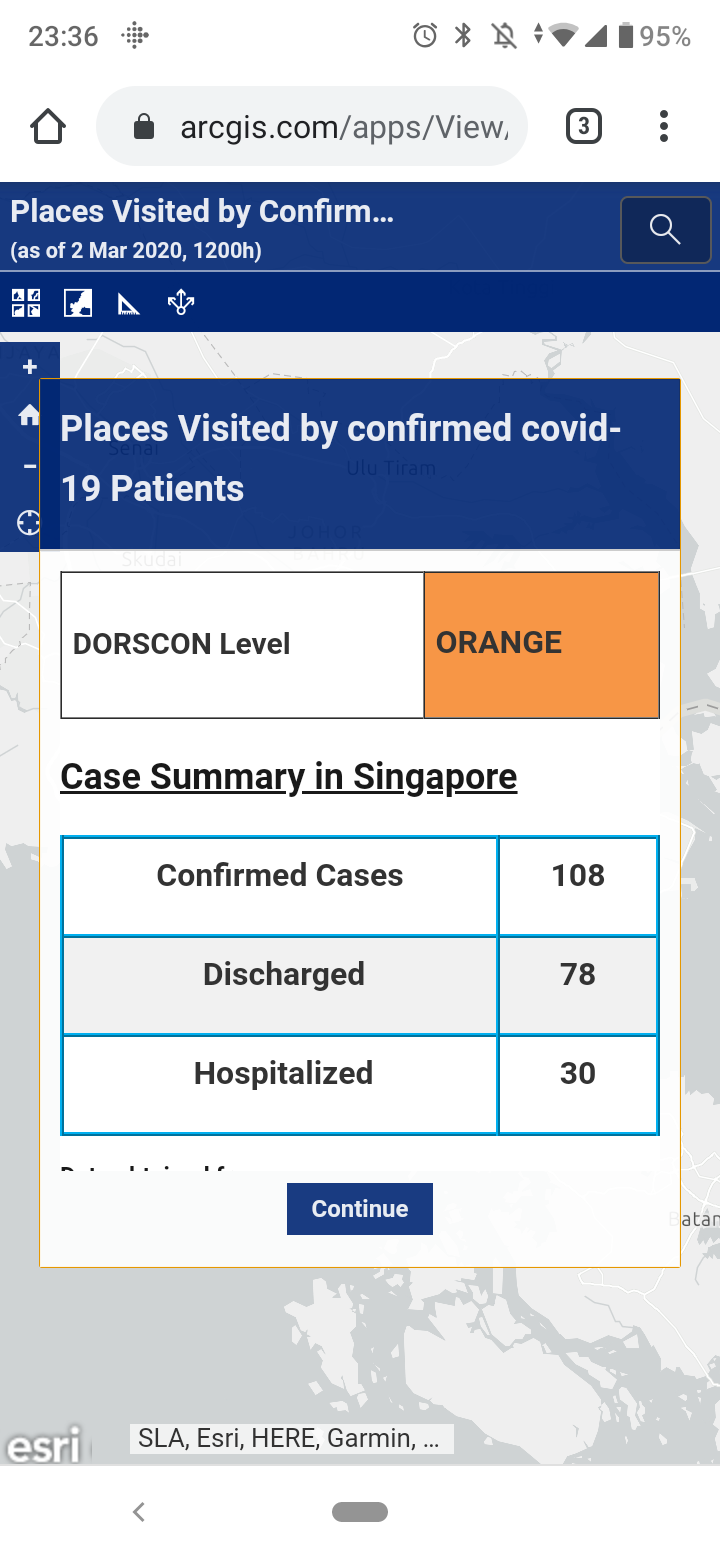 23:36
95%
arcgis.com/apps/View
3
Places Visited by Confirm...
(as of 2 Mar 2020, 1200h)
Places Visited by confirmed covid-
19 Patients
Senai
Ulu Tiram
JOHOR
BAHRU
Skudai
DORSCON Level
ORANGE
Case Summary in Singapore
Confirmed Cases
108
Discharged
78
Hospitalized
30
Continue
Batam
esri
SLA, Esri, HERE, Garmin, ...